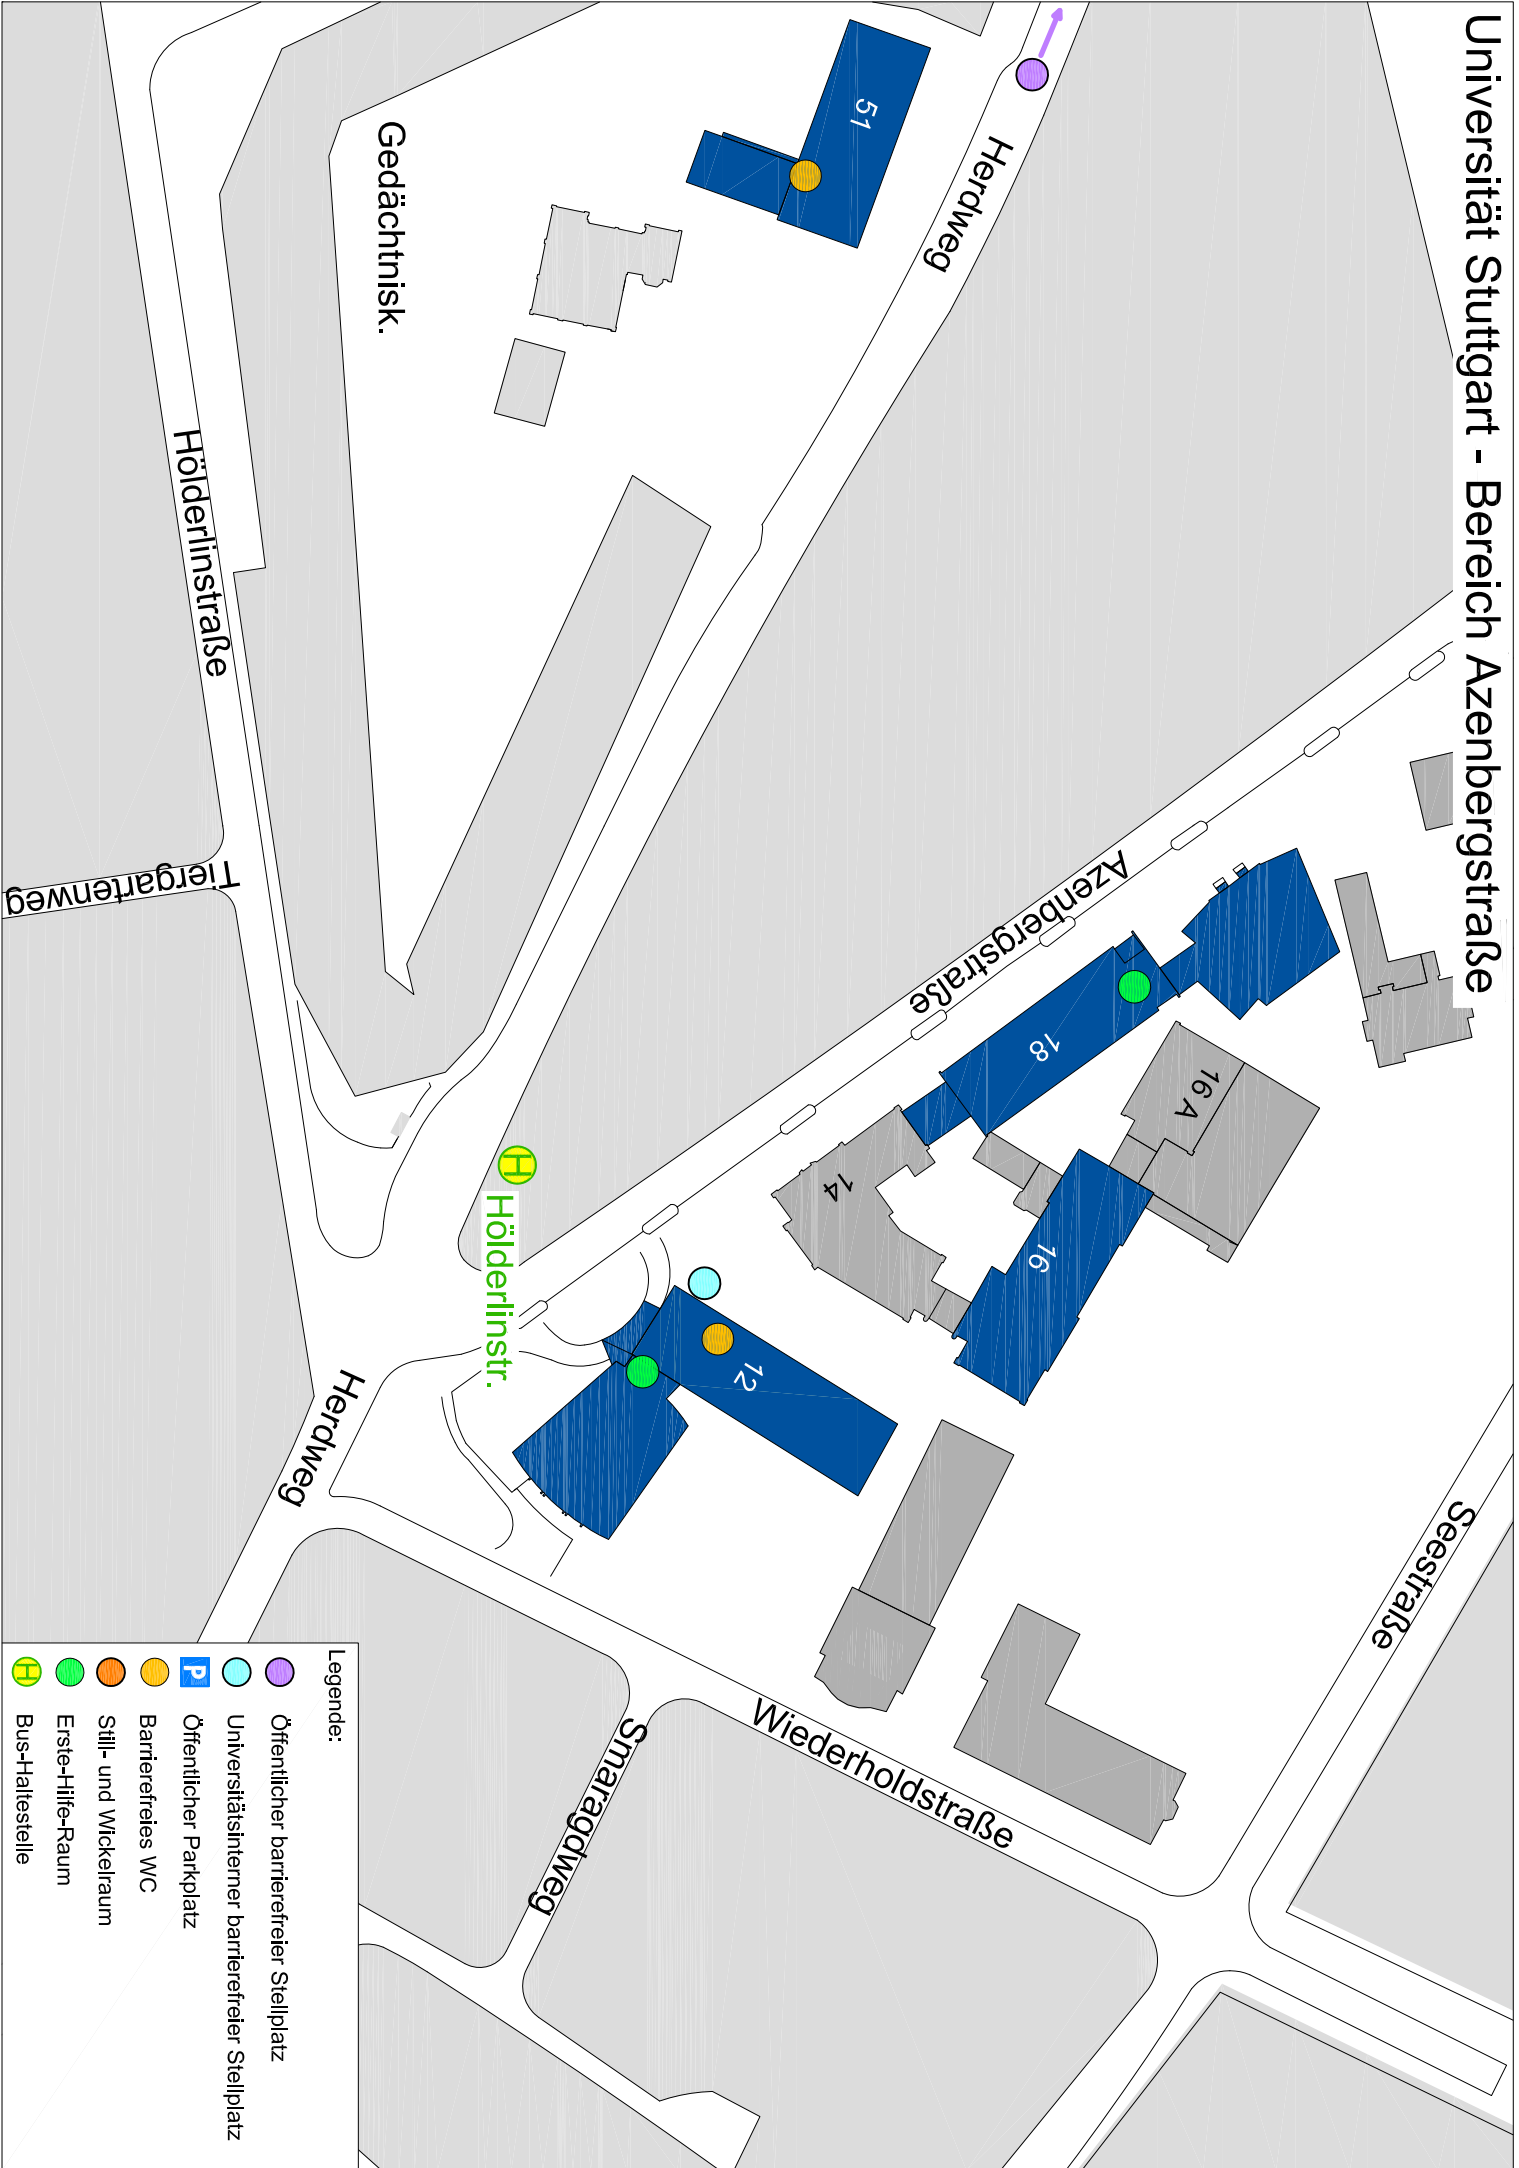 Universität Stuttgart - Bereich Azenbergstraße
Herdweg
51
Gedächtnisk.
Hölderlinstraße
Tiergartenweg
Azenbergstraße
18
16 A
16
14
12
H
Hölderlinstr.
Herdweg
Seestraße
Wiederholdstraße
Smaragdweg
Legende:
Öffentlicher barrierefreier Stellplatz
Universitätsinterner barrierefreier Stellplatz
P Öffentlicher Parkplatz
Barrierefreies WC
Still- und Wickelraum
Erste-Hilfe-Raum
H Bus-Haltestelle